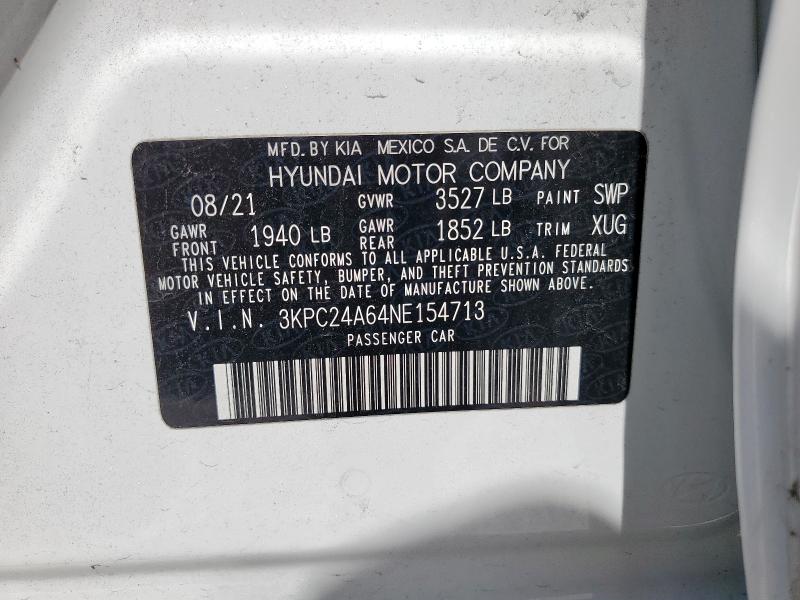 MFD. BY KIA MEXICO S.A. DE C.V. FOR
HYUNDAI MOTOR COMPANY
08/21 GVWR 3527 LB PAINT SWP
GAWR FRONT 1940 LB GAWR REAR 1852 LB TRIM XUG
THIS VEHICLE CONFORMS TO ALL APPLICABLE U.S.A. FEDERAL
MOTOR VEHICLE SAFETY, BUMPER, AND THEFT PREVENTION STANDARDS
IN EFFECT ON THE DATE OF MANUFACTURE SHOWN ABOVE.
V.I.N. 3KPC24A64NE154713
PASSENGER CAR